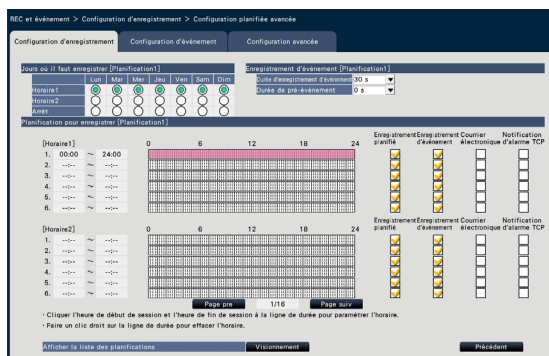 REC et événement > Configuration d'enregistrement > Configuration planifiée avancée
Configuration d'enregistrement Configuration d'événement Configuration avancée
Jours où il faut enregistrer [Planification1] Enregistrement d'événement [Planification1]
Lun Mar Mer Jeu Ven Sam Dim Durée d'enregistrement d'événement 30 s
Horaire1 Durée de pré-événement 0 s
Horaire2
Arrêt
Planification pour enregistrer [Planification1]
[Horaire1] 0 6 12 18 24 Enregistrement planifié Enregistrement d'événement Courrier électronique Notification d'alarme TCP
1. 00:00 ~ 24:00
2. --:-- ~ --:--
3. --:-- ~ --:--
4. --:-- ~ --:--
5. --:-- ~ --:--
6. --:-- ~ --:--
[Horaire2] 0 6 12 18 24 Enregistrement planifié Enregistrement d'événement Courrier électronique Notification d'alarme TCP
1. --:-- ~ --:--
2. --:-- ~ --:--
3. --:-- ~ --:--
4. --:-- ~ --:--
5. --:-- ~ --:--
6. --:-- ~ --:--
Page pre 1/16 Page suiv
· Cliquer l'heure de début de session et l'heure de fin de session à la ligne de durée pour paramétrer l'horaire.
· Faire un clic droit sur la ligne de durée pour effacer l'horaire.
Afficher la liste des planifications Visionnement Précédent